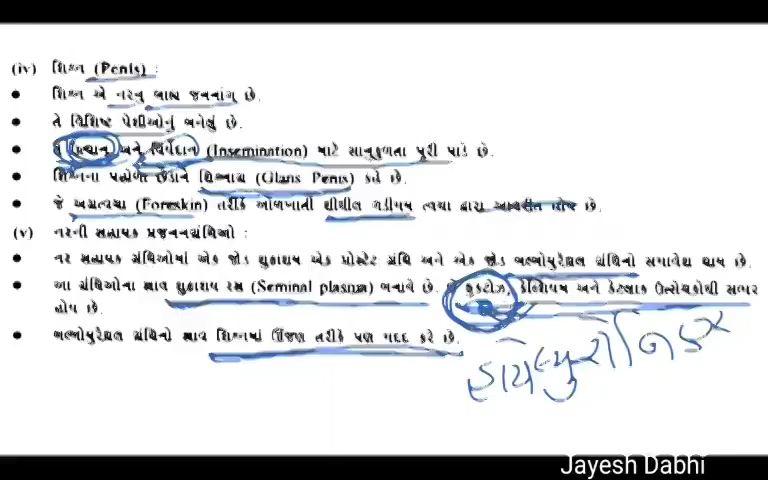 (iv) શિશ્ન (Penis) :
• શિશ્ન એ નરનુ બાહ્ય જનનાંગ છે.
• તે વિશિષ્ટ પેશીઓનું બનેલું છે.
• તે ઉત્થાન અને વીર્યદાન (Insemination) માટે સાનુકુળતા પૂરી પાડે છે.
• શિશ્નના પહોળા છેડાને શિશ્નાગ્ર (Glans Penis) કહે છે.
• જે અગ્રત્વચા (Foreskin) તરીકે ઓળખાતી શીથીલ ગડીમય ત્વચા દ્વારા આવરીત હોય છે.
(v) નરની સહાયક પ્રજનનગ્રંથિઓ :
• નર સહાયક ગ્રંથિઓમાં એક જોડ શુક્રાશય એક પ્રોસ્ટેટ ગ્રંથિ અને એક જોડ બલ્બોયુરેથ્રલ ગ્રંથિનો સમાવેશ થાય છે.
• આ ગ્રંથિઓના સ્રાવ શુક્રાશય રસ (Seminal plasma) બનાવે છે. ફ્રુક્ટોઝ, કેલ્શિયમ અને કેટલાક ઉત્સેચકોથી સભર
હોય છે.
• બલ્બોયુરેથ્રલ ગ્રંથિનો સ્રાવ શિશ્નમાં ઊંજણ તરીકે પણ મદદ કરે છે.
Jayesh Dabhi